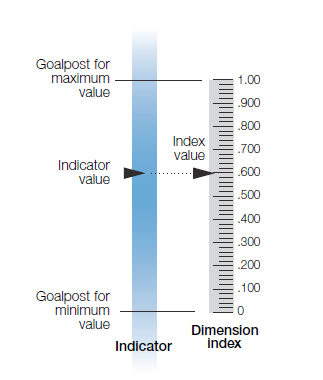 Goalpost for
maximum
value
1.00
.900
.800
Index
value
.700
Indicator
value
.600
.500
.400
.300
.200
Goalpost for
minimum
value
.100
0
Dimension
index
Indicator